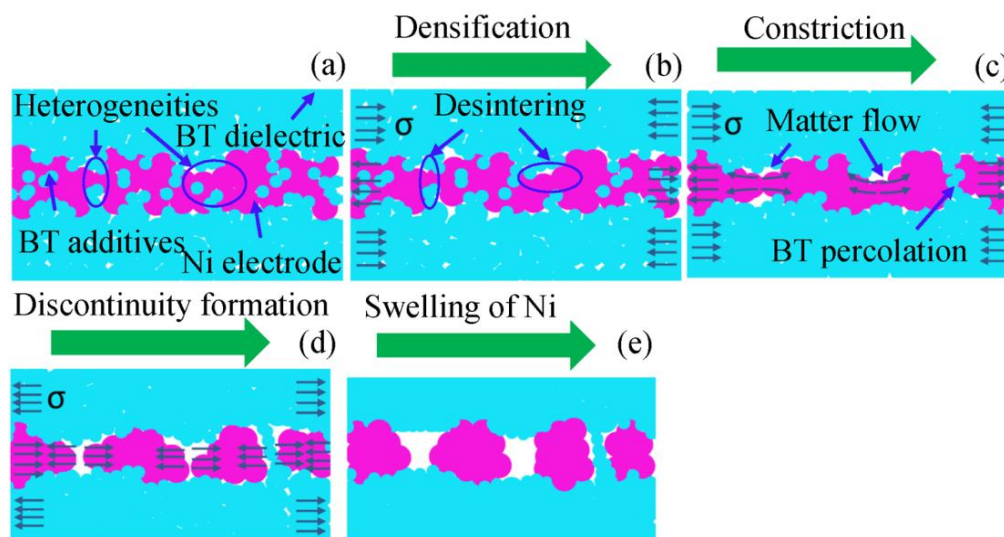 Densification
Constriction
(a)
(b)
(c)
Heterogeneities
BT dielectric
σ
Desintering
σ
Matter flow
BT additives
Ni electrode
BT percolation
Discontinuity formation
Swelling of Ni
(d)
(e)
σ